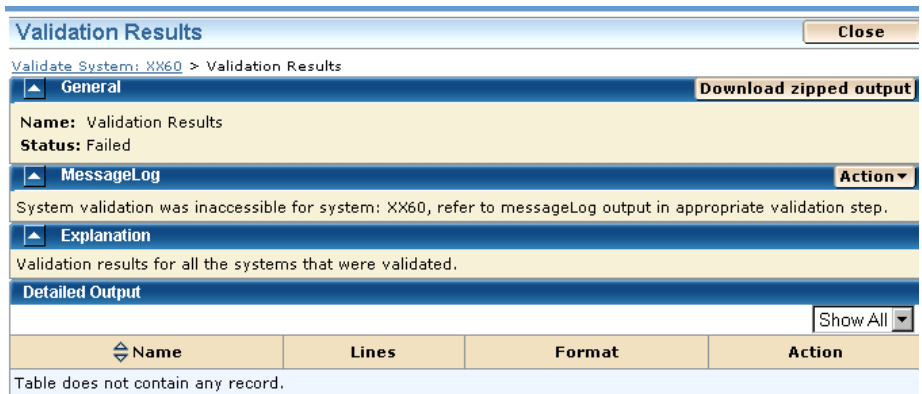 Validation Results
Close
Validate System: XX60 > Validation Results
General
Download zipped output
Name: Validation Results
Status: Failed
MessageLog
Action
System validation was inaccessible for system: XX60, refer to messageLog output in appropriate validation step.
Explanation
Validation results for all the systems that were validated.
Detailed Output
Show All
Name Lines Format Action
Table does not contain any record.